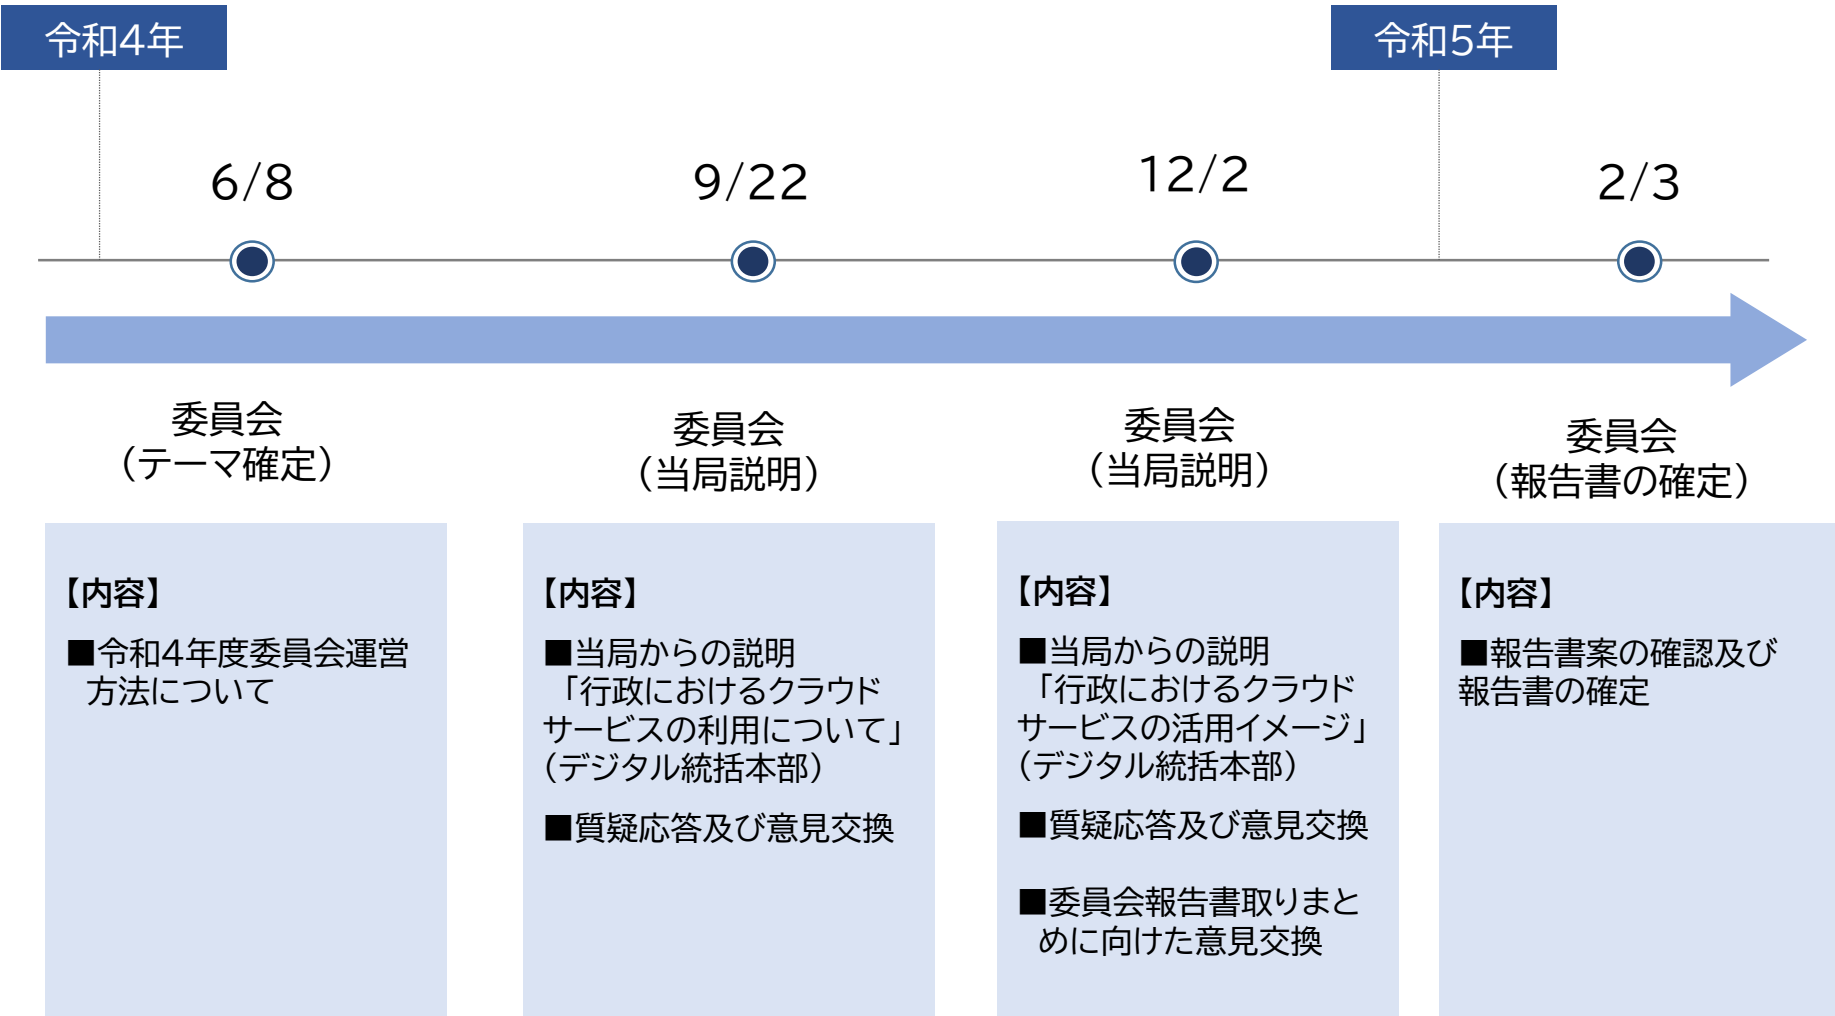 令和4年
令和5年
6/8
9/22
12/2
2/3
委員会
（テーマ確定）
委員会
（当局説明）
委員会
（当局説明）
委員会
（報告書の確定）
【内容】
■令和4年度委員会運営
方法について
【内容】
■当局からの説明
「行政におけるクラウド
サービスの利用について」
（デジタル統括本部）
■質疑応答及び意見交換
【内容】
■当局からの説明
「行政におけるクラウド
サービスの活用イメージ」
（デジタル統括本部）
■質疑応答及び意見交換
■委員会報告書取りまと
めに向けた意見交換
【内容】
■報告書案の確認及び
報告書の確定